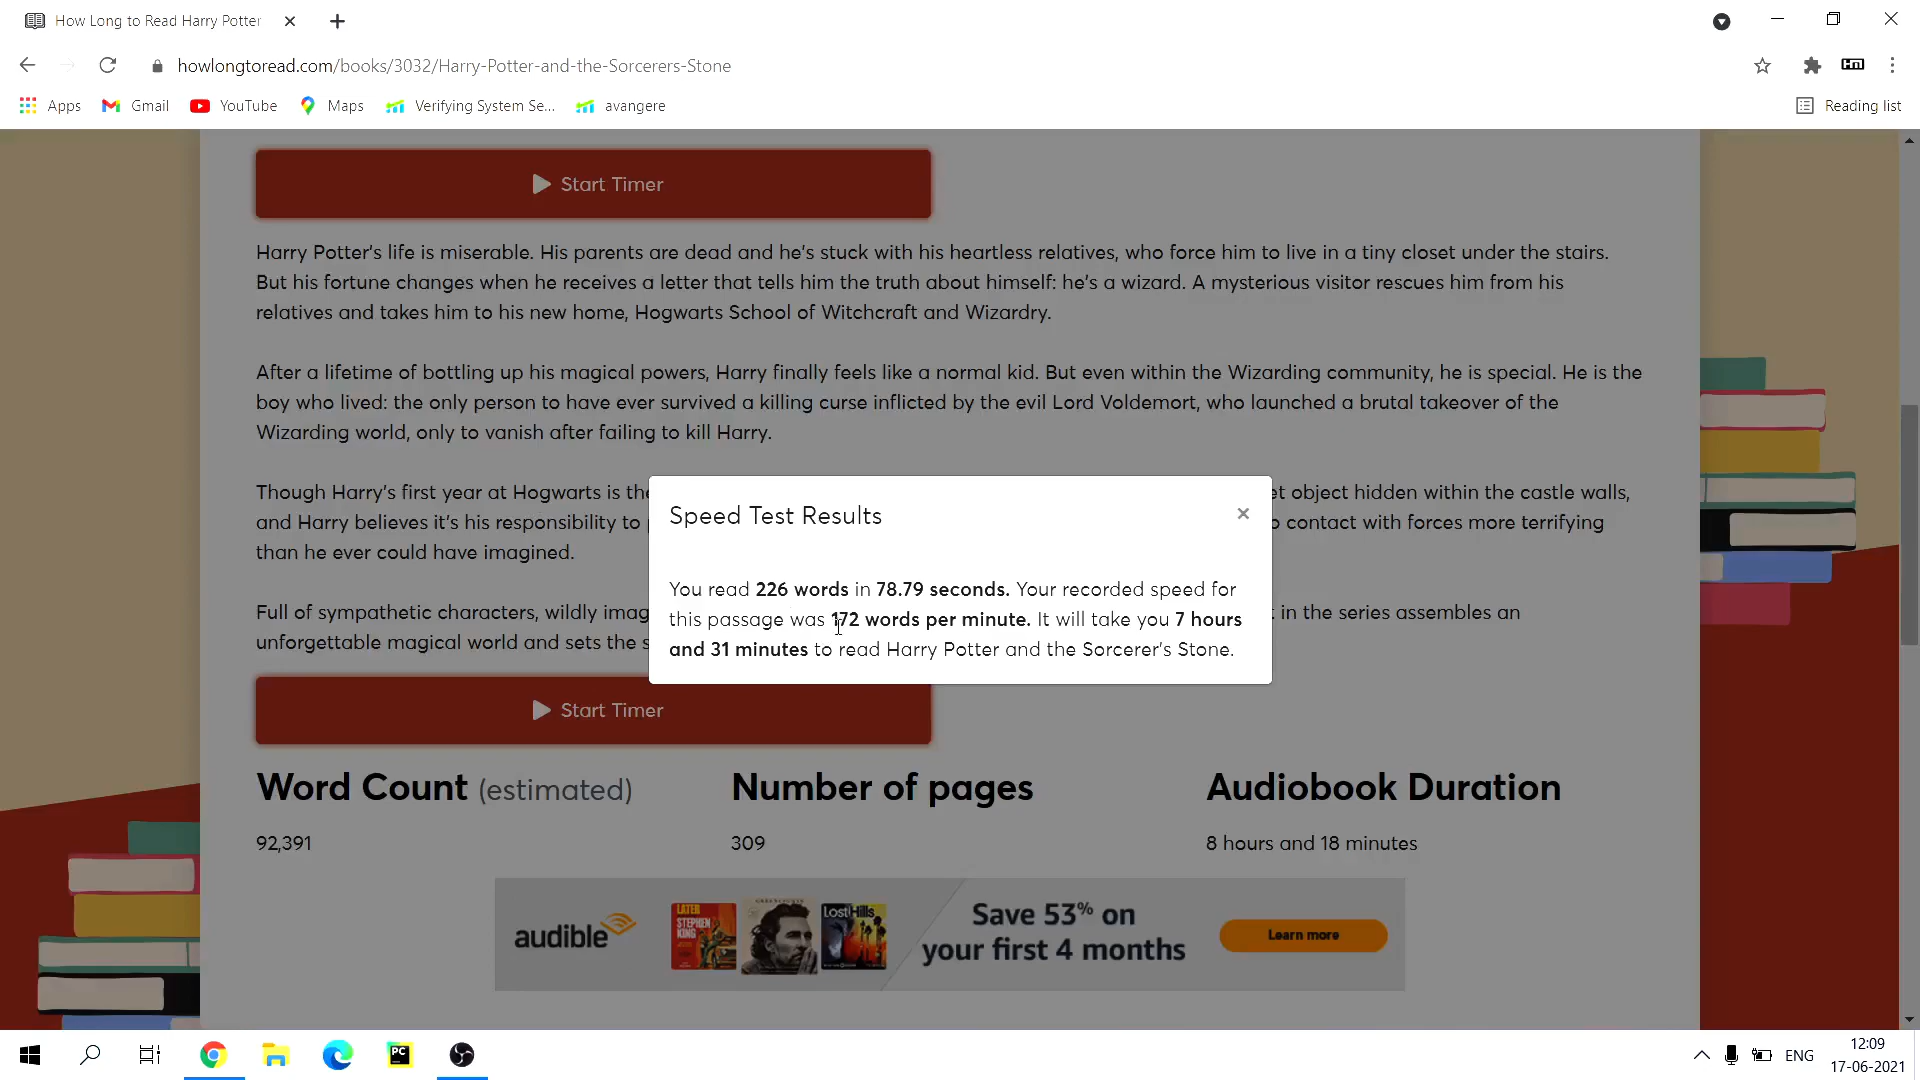 How Long to Read Harry Potter
howlongtoread.com/books/3032/Harry-Potter-and-the-Sorcerers-Stone
Apps Gmail YouTube Maps Verifying System Se... avangere Reading list
Start Timer
Harry Potter's life is miserable. His parents are dead and he's stuck with his heartless relatives, who force him to live in a tiny closet under the stairs.
But his fortune changes when he receives a letter that tells him the truth about himself: he's a wizard. A mysterious visitor rescues him from his
relatives and takes him to his new home, Hogwarts School of Witchcraft and Wizardry.
After a lifetime of bottling up his magical powers, Harry finally feels like a normal kid. But even within the Wizarding community, he is special. He is the
boy who lived: the only person to have ever survived a killing curse inflicted by the evil Lord Voldemort, who launched a brutal takeover of the
Wizarding world, only to vanish after failing to kill Harry.
Though Harry's first year at Hogwarts is the et object hidden within the castle walls,
and Harry believes it's his responsibility to contact with forces more terrifying
than he ever could have imagined.
Full of sympathetic characters, wildly imag in the series assembles an
unforgettable magical world and sets the s
Speed Test Results ×
You read 226 words in 78.79 seconds. Your recorded speed for
this passage was 172 words per minute. It will take you 7 hours
and 31 minutes to read Harry Potter and the Sorcerer's Stone.
Start Timer
Word Count (estimated) Number of pages Audiobook Duration
92,391 309 8 hours and 18 minutes
audible
LATER
STEPHEN
KING
GREENLIGHTS
Lost Hills
Save 53% on
your first 4 months
Learn more
PC
ENG
12:09
17-06-2021